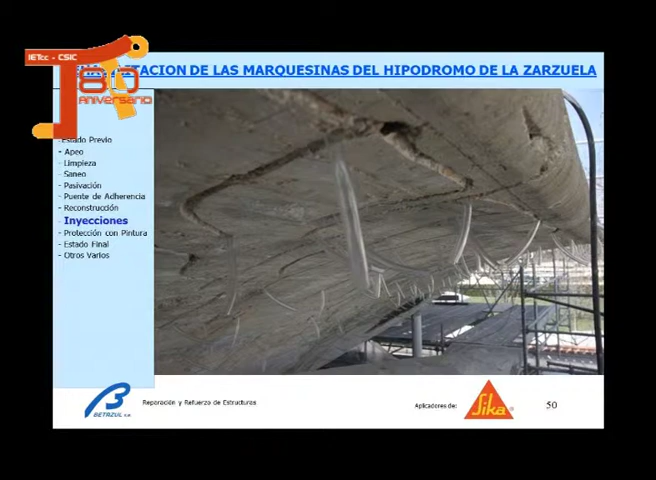 IETcc - CSIC
80
Aniversario
TACION DE LAS MARQUESINAS DEL HIPODROMO DE LA ZARZUELA
- Estado Previo
- Apeo
- Limpieza
- Saneo
- Pasivación
- Puente de Adherencia
- Reconstrucción
- Inyecciones
- Protección con Pintura
- Estado Final
- Otros Varios
BETAZUL S.A.
Reparación y Refuerzo de Estructuras
Aplicadores de:
Sika
50